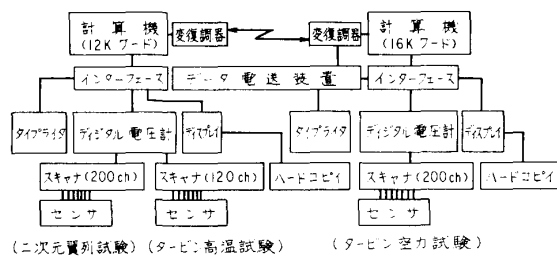 計算機
(12Kワード)
変復調器
変復調器
計算機
(16Kワード)
インターフェース
データ電送装置
インターフェース
タイプライタ
ディジタル電圧計
ディスプレイ
タイプライタ
ディジタル電圧計
ディスプレイ
スキャナ(200ch)
スキャナ(120ch)
ハードコピイ
スキャナ(200ch)
ハードコピイ
センサ
センサ
センサ
(二次元翼列試験)
(タービン高温試験)
(タービン空力試験)